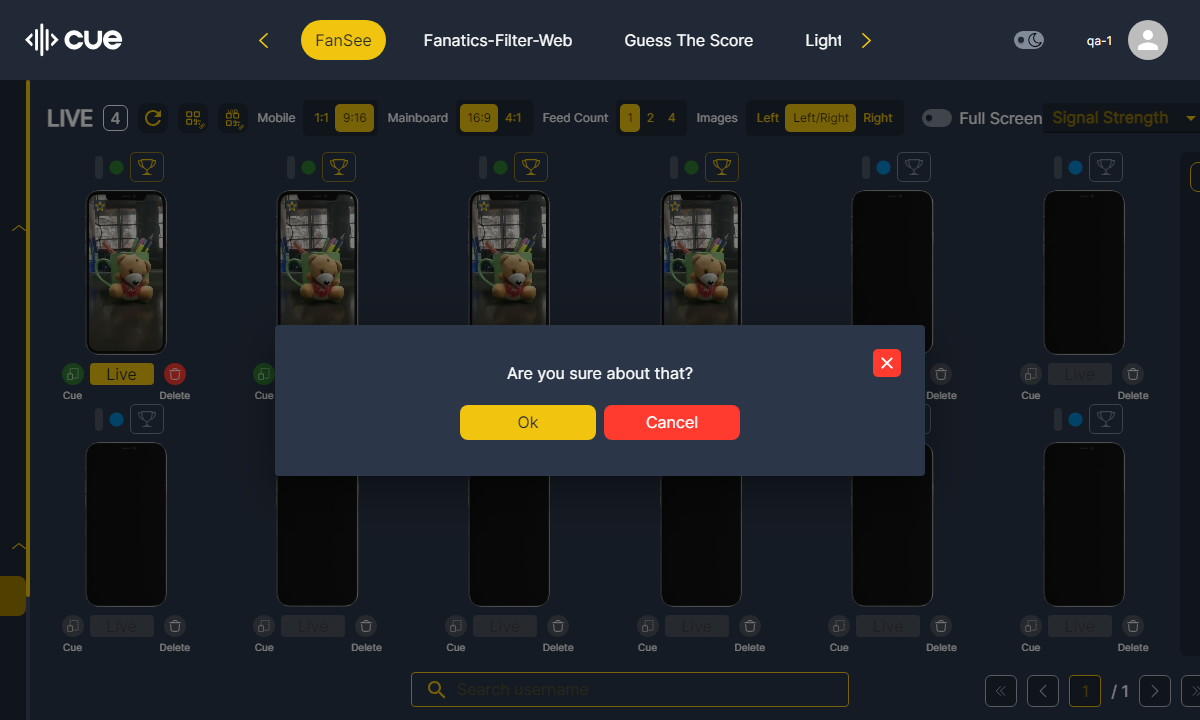 cue
FanSee
Fanatics-Filter-Web
Guess The Score
Light
qa-1
LIVE 4
Mobile 1:1 9:16
Mainboard 16:9 4:1
Feed Count 1 2 4
Images Left Left/Right Right
Full Screen
Signal Strength
Are you sure about that?
Ok
Cancel
Live
Live
Cue Delete
Cue
Delete
Cue Delete
Live Live Live Live Live Live
Cue Delete Cue Delete Cue Delete Cue Delete Cue Delete Cue Delete
Search username
1 / 1